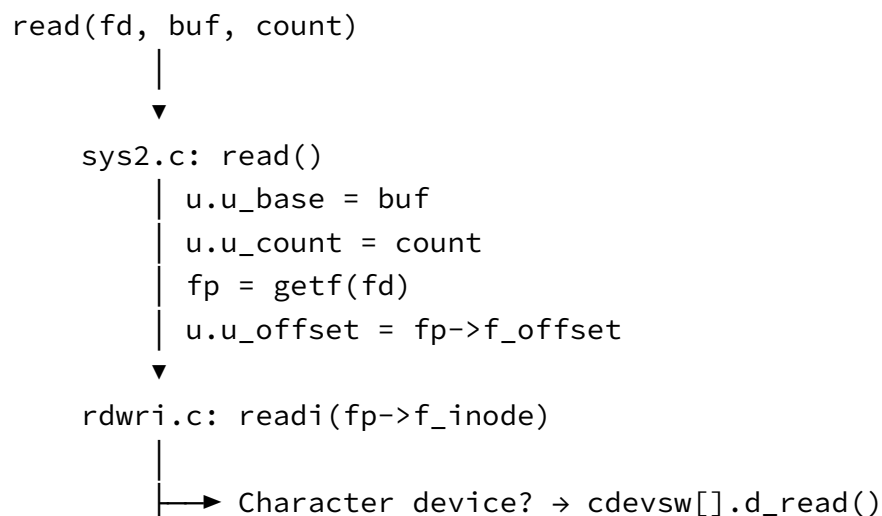 read(fd, buf, count)
sys2.c: read()
u.u_base = buf
u.u_count = count
fp = getf(fd)
u.u_offset = fp->f_offset
rdwri.c: readi(fp->f_inode)
Character device? → cdevsw[].d_read()